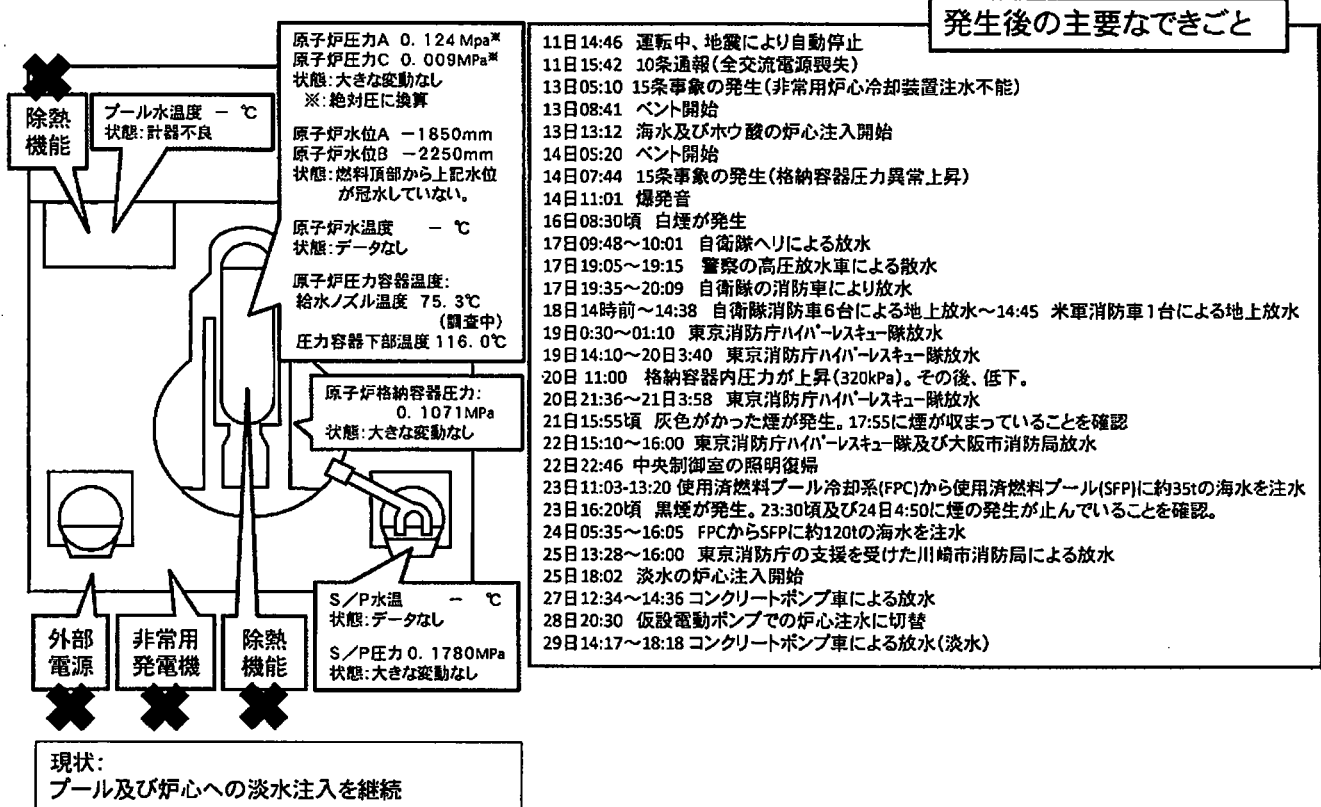 発生後の主要なできごと
11日14:46 運転中、地震により自動停止
11日15:42 10条通報(全交流電源喪失)
13日05:10 15条事象の発生(非常用炉心冷却装置注水不能)
13日08:41 ベント開始
13日13:12 海水及びホウ酸の炉心注入開始
14日05:20 ベント開始
14日07:44 15条事象の発生(格納容器圧力異常上昇)
14日11:01 爆発音
16日08:30頃 白煙が発生
17日09:48～10:01 自衛隊ヘリによる放水
17日19:05～19:15 警察の高圧放水車による散水
17日19:35～20:09 自衛隊の消防車により放水
18日14時前～14:38 自衛隊消防車6台による地上放水～14:45 米軍消防車1台による地上放水
19日0:30～01:10 東京消防庁ﾊｲﾊﾟｰﾚｽｷｭｰ隊放水
19日14:10～20日3:40 東京消防庁ﾊｲﾊﾟｰﾚｽｷｭｰ隊放水
20日 11:00 格納容器内圧力が上昇(320kPa)。その後、低下。
20日21:36～21日3:58 東京消防庁ﾊｲﾊﾟｰﾚｽｷｭｰ隊放水
21日15:55頃 灰色がかった煙が発生。17:55に煙が収まっていることを確認
22日15:10～16:00 東京消防庁ﾊｲﾊﾟｰﾚｽｷｭｰ隊及び大阪市消防局放水
22日22:46 中央制御室の照明復帰
23日11:03-13:20 使用済燃料プール冷却系(FPC)から使用済燃料プール(SFP)に約35tの海水を注水
23日16:20頃 黒煙が発生。23:30頃及び24日4:50に煙の発生が止んでいることを確認。
24日05:35～16:05 FPCからSFPに約120tの海水を注水
25日13:28～16:00 東京消防庁の支援を受けた川崎市消防局による放水
25日18:02 淡水の炉心注入開始
27日12:34～14:36 コンクリートポンプ車による放水
28日20:30 仮設電動ポンプでの炉心注水に切替
29日14:17～18:18 コンクリートポンプ車による放水(淡水)
除熱
機能
プール水温度 － ℃
状態:計器不良
原子炉圧力A 0. 124 Mpa※
原子炉圧力C 0. 009MPa※
状態:大きな変動なし
※:絶対圧に換算
原子炉水位A －1850mm
原子炉水位B －2250mm
状態:燃料頂部から上記水位
が冠水していない。
原子炉水温度 － ℃
状態:データなし
原子炉圧力容器温度:
給水ノズル温度 75. 3℃
(調査中)
圧力容器下部温度 116. 0℃
原子炉格納容器圧力:
0. 1071MPa
状態:大きな変動なし
S／P水温 － ℃
状態:データなし
S／P圧力 0. 1780MPa
状態:大きな変動なし
外部
電源
非常用
発電機
除熱
機能
現状:
プール及び炉心への淡水注入を継続